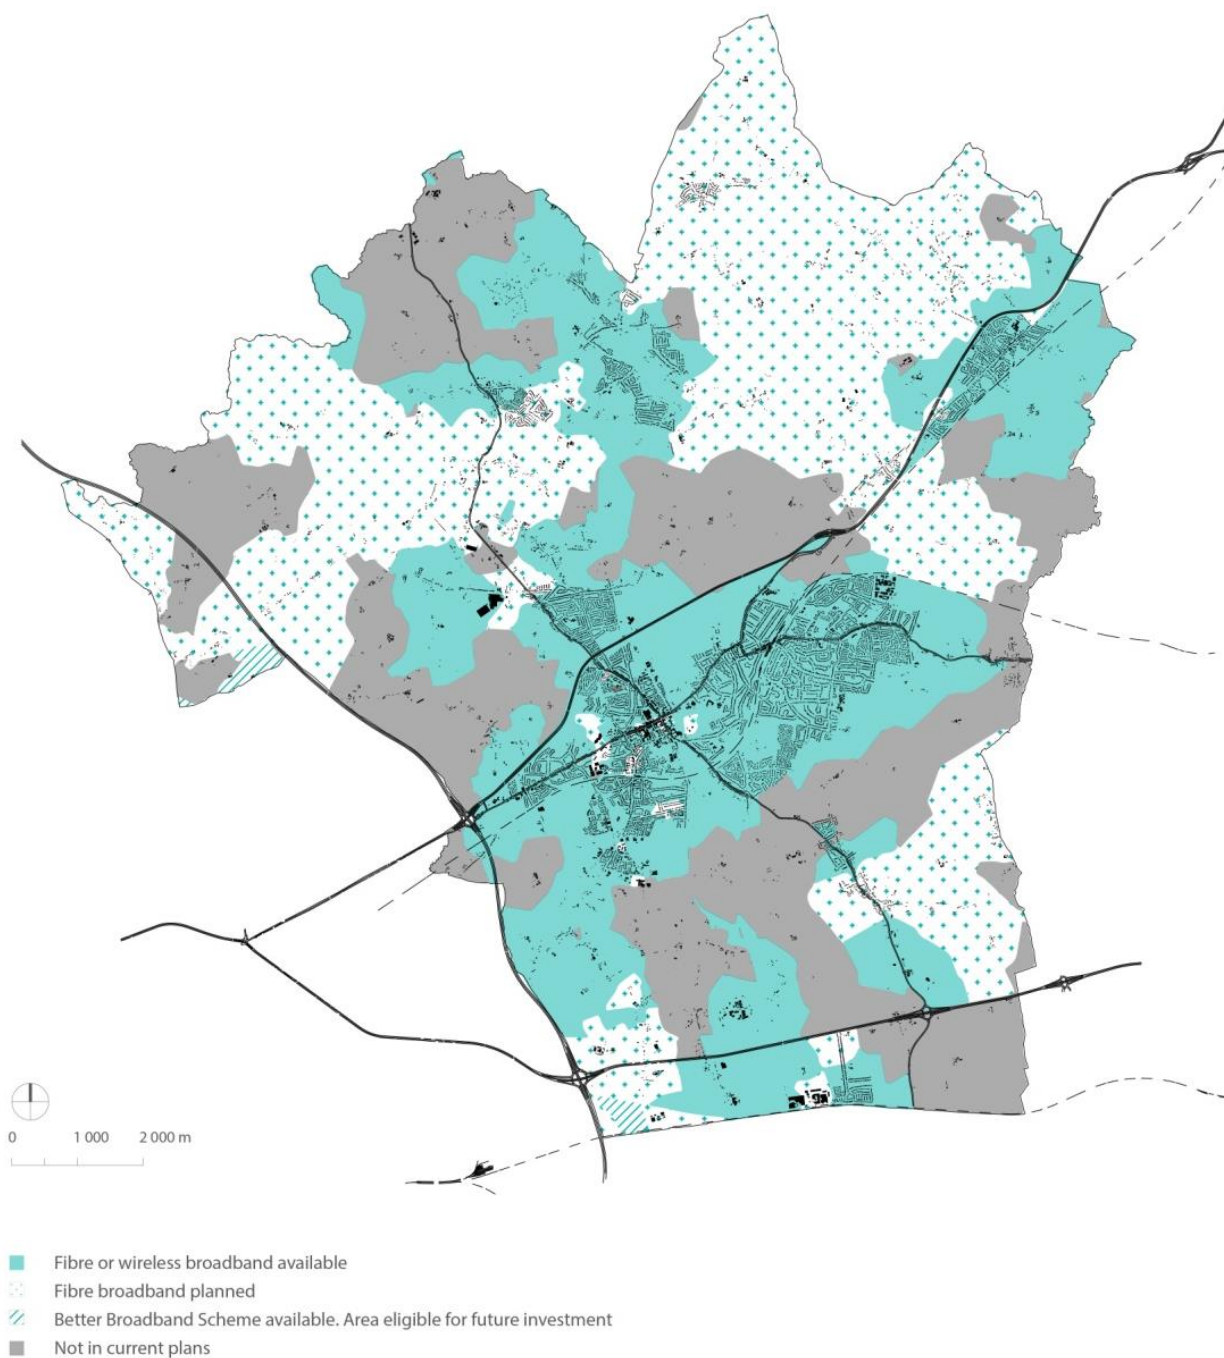 0 1 000 2 000 m
Fibre or wireless broadband available
Fibre broadband planned
Better Broadband Scheme available. Area eligible for future investment
Not in current plans